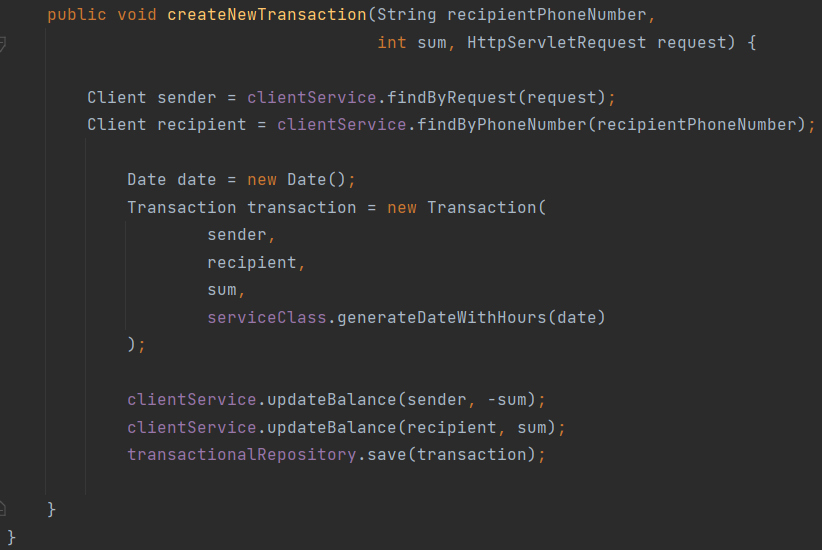 public void createNewTransaction(String recipientPhoneNumber,
int sum, HttpServletRequest request) {
Client sender = clientService.findByRequest(request);
Client recipient = clientService.findByPhoneNumber(recipientPhoneNumber);
Date date = new Date();
Transaction transaction = new Transaction(
sender,
recipient,
sum,
serviceClass.generateDateWithHours(date)
);
clientService.updateBalance(sender, -sum);
clientService.updateBalance(recipient, sum);
transactionalRepository.save(transaction);
}
}